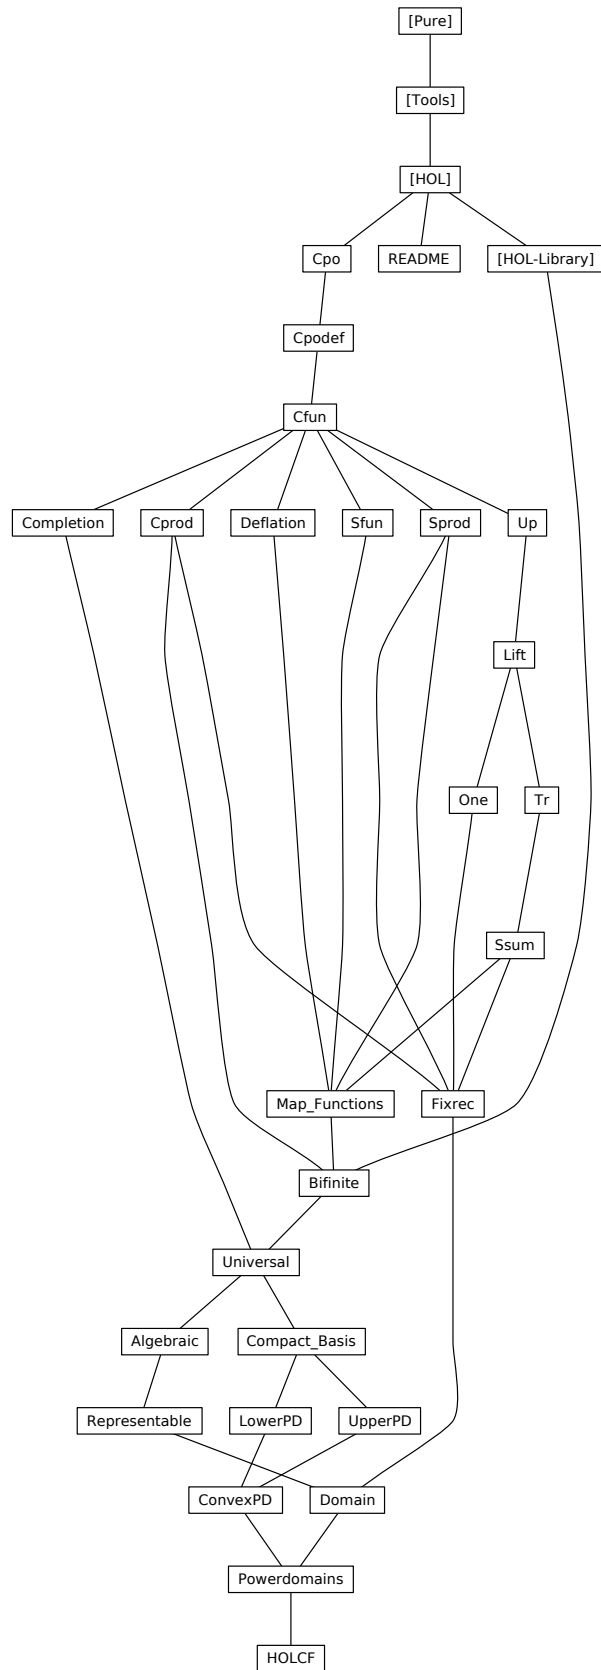 [Pure]
[Tools]
[HOL]
Cpo README [HOL-Library]
Cpodef
Cfun
Completion Cprod Deflation Sfun Sprod Up
Lift
One Tr
Ssum
Map_Functions Fixrec
Bifinite
Universal
Algebraic Compact_Basis
Representable LowerPD UpperPD
ConvexPD Domain
Powerdomains
HOLCF